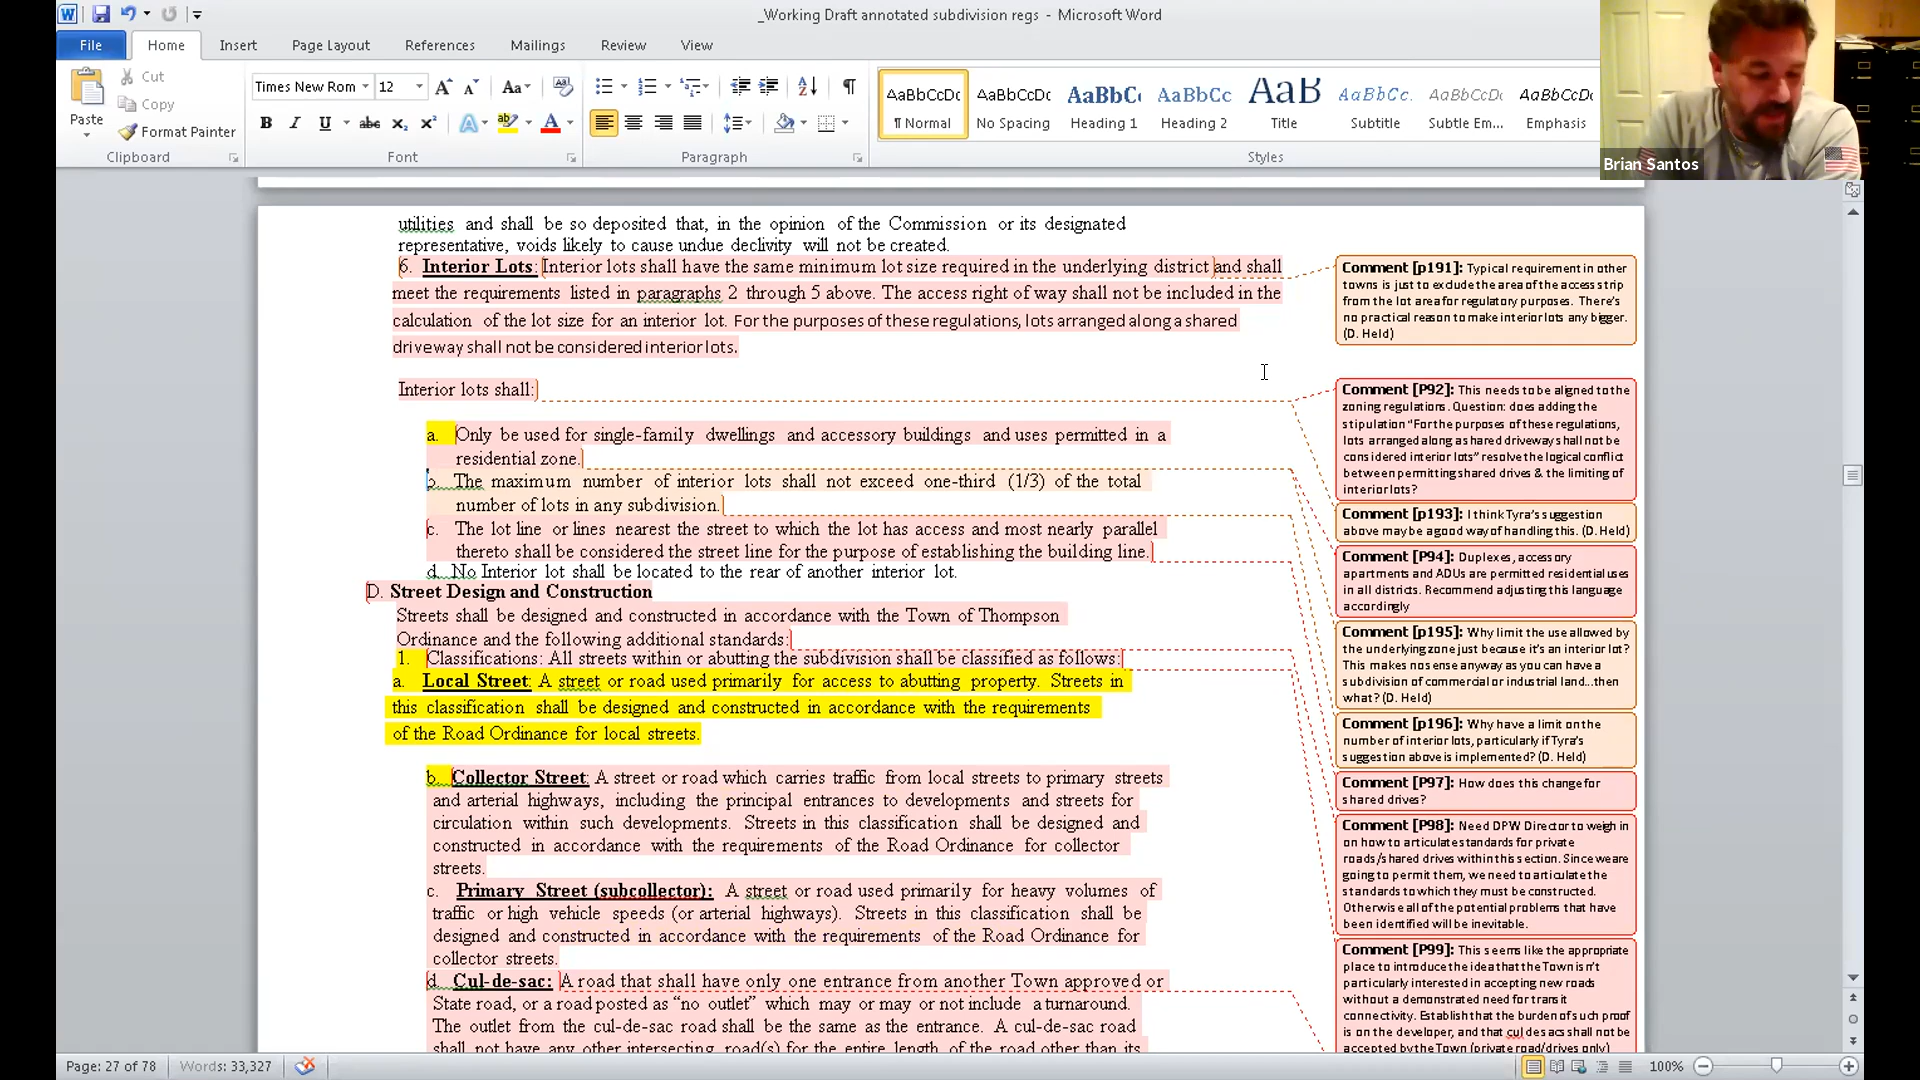 _Working Draft annotated subdivision regs - Microsoft Word
File Home Insert Page Layout References Mailings Review View
Paste
Cut
Copy
Format Painter
Clipboard
Times New Rom 12
Font
Paragraph
AaBbCcDc AaBbCcDc AaBbC AaBbCc AaB AaBbCc. AaBbCcDc AaBbCcDc
¶ Normal No Spacing Heading 1 Heading 2 Title Subtitle Subtle Em... Emphasis
Styles
Brian Santos
utilities and shall be so deposited that, in the opinion of the Commission or its designated
representative, voids likely to cause undue declivity will not be created.
6. Interior Lots: Interior lots shall have the same minimum lot size required in the underlying district and shall
meet the requirements listed in paragraphs 2 through 5 above. The access right of way shall not be included in the
calculation of the lot size for an interior lot. For the purposes of these regulations, lots arranged along a shared
driveway shall not be considered interior lots.
Interior lots shall:
a. Only be used for single-family dwellings and accessory buildings and uses permitted in a
residential zone.
b. The maximum number of interior lots shall not exceed one-third (1/3) of the total
number of lots in any subdivision.
c. The lot line or lines nearest the street to which the lot has access and most nearly parallel
thereto shall be considered the street line for the purpose of establishing the building line.
d. No Interior lot shall be located to the rear of another interior lot.
D. Street Design and Construction
Streets shall be designed and constructed in accordance with the Town of Thompson
Ordinance and the following additional standards:
1. Classifications: All streets within or abutting the subdivision shall be classified as follows:
a. Local Street: A street or road used primarily for access to abutting property. Streets in
this classification shall be designed and constructed in accordance with the requirements
of the Road Ordinance for local streets.
b. Collector Street: A street or road which carries traffic from local streets to primary streets
and arterial highways, including the principal entrances to developments and streets for
circulation within such developments. Streets in this classification shall be designed and
constructed in accordance with the requirements of the Road Ordinance for collector
streets.
c. Primary Street (subcollector): A street or road used primarily for heavy volumes of
traffic or high vehicle speeds (or arterial highways). Streets in this classification shall be
designed and constructed in accordance with the requirements of the Road Ordinance for
collector streets.
d. Cul-de-sac: A road that shall have only one entrance from another Town approved or
State road, or a road posted as “no outlet” which may or may or not include a turnaround.
The outlet from the cul-de-sac road shall be the same as the entrance. A cul-de-sac road
shall not have any other intersecting road(s) for the entire length of the road other than its
Comment [p191]: Typical requirement in other
towns is just to exclude the area of the access strip
from the lot area for regulatory purposes. There's
no practical reason to make interior lots any bigger.
(D. Held)
Comment [P92]: This needs to be aligned to the
zoning regulations. Question: does adding the
stipulation “For the purposes of these regulations,
lots arranged along as hared driveway shall not be
considered interior lots” resolve the logical conflict
between permitting shared drives & the limiting of
interior lots?
Comment [p193]: I think Tyra's suggestion
above may be a good way of handling this. (D. Held)
Comment [P94]: Duplexes, accessory
apartments and ADUs are permitted residential uses
in all districts. Recommend adjusting this language
accordingly
Comment [p195]: Why limit the use allowed by
the underlying zone just because it's an interior lot?
This makes no sense anyway as you can have a
subdivision of commercial or industrial land...then
what? (D. Held)
Comment [p196]: Why have a limit on the
number of interior lots, particularly if Tyra's
suggestion above is implemented? (D. Held)
Comment [P97]: How does this change for
shared drives?
Comment [P98]: Need DPW Director to weigh in
on how to articulate standards for private
roads/shared drives within this section. Since we are
going to permit them, we need to articulate the
standards to which they must be constructed.
Otherwise all of the potential problems that have
been identified will be inevitable.
Comment [P99]: This seems like the appropriate
place to introduce the idea that the Town isn't
particularly interested in accepting new roads
without a demonstrated need for transit
connectivity. Establish that the burden of such proof
is on the developer, and that cul des acs shall not be
accepted by the Town (private road/drives only)
Page: 27 of 78 Words: 33,327 100%